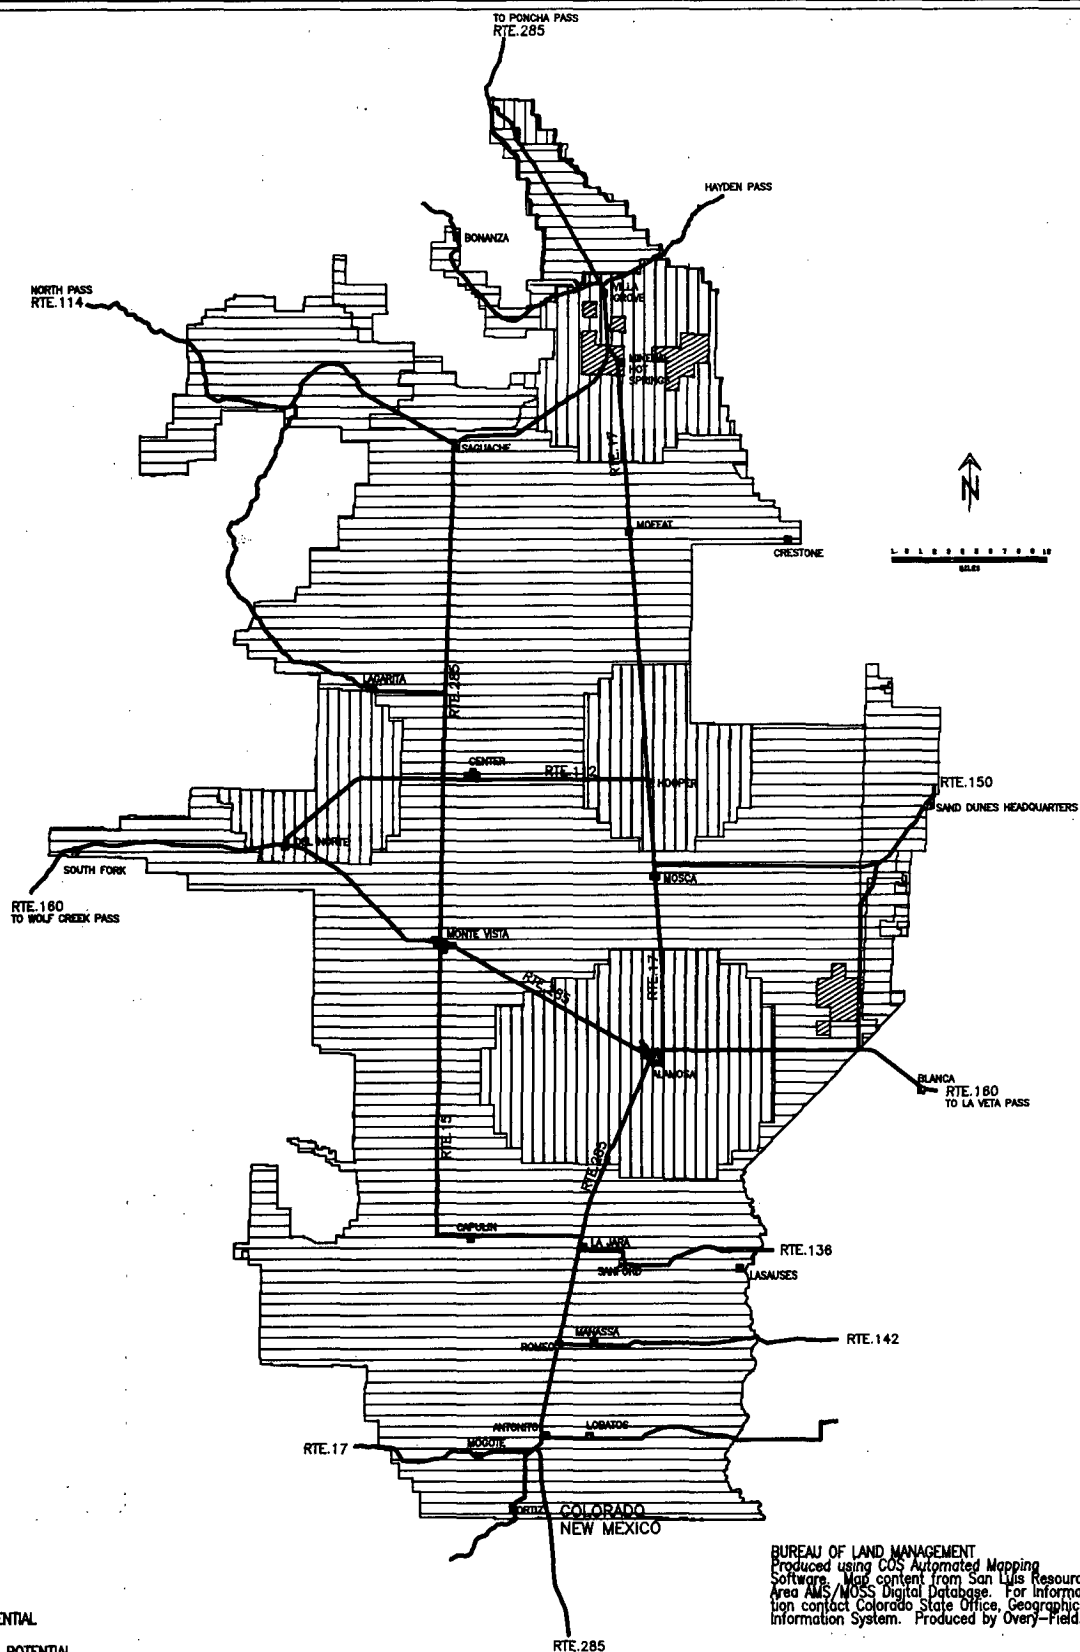 TO PONCHA PASS
RTE.285
HAYDEN PASS
BONANZA
NORTH PASS
RTE.114
VILLA
GROVE
MINERAL
HOT
SPRINGS
SAGUACHE
RTE.17
N
MOFFAT
CRESTONE
MILES
LAGARITA
RTE.285
CENTER
RTE.112
HOOPER
RTE.150
SAND DUNES HEADQUARTERS
DEL NORTE
SOUTH FORK
MOSCA
RTE.160
TO WOLF CREEK PASS
MONTE VISTA
RTE.285
RTE.17
ALAMOSA
BLANCA
RTE.160
TO LA VETA PASS
RTE.15
RTE.285
CAPULIN
LA JARA
RTE.136
SANFORD
LASAUSES
MANASSA
ROMEO
RTE.142
ANTONITO
LOBATOS
RTE.17
MOGOTE
ORTIZ
COLORADO
NEW MEXICO
BUREAU OF LAND MANAGEMENT
Produced using COS Automated Mapping
Software. Map content from San Luis Resourc
Area AMS/MOSS Digital Database. For Informa-
tion contact Colorado State Office, Geographic
Information System. Produced by Overy-Field.
ENTIAL
POTENTIAL
RTE.285